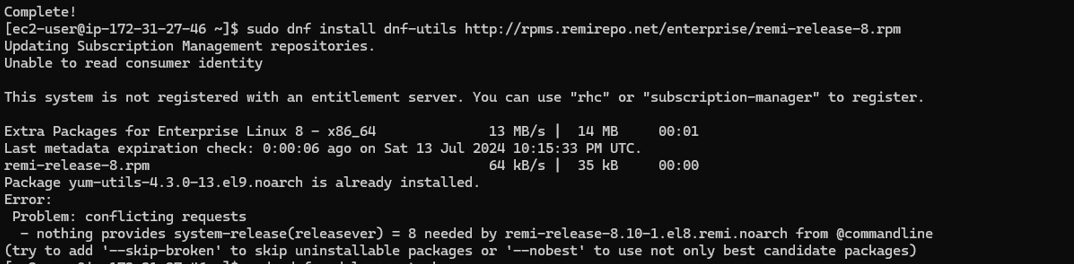 Complete!
[ec2-user@ip-172-31-27-46 ~]$ sudo dnf install dnf-utils http://rpms.remirepo.net/enterprise/remi-release-8.rpm
Updating Subscription Management repositories.
Unable to read consumer identity
This system is not registered with an entitlement server. You can use "rhc" or "subscription-manager" to register.
Extra Packages for Enterprise Linux 8 - x86_64 13 MB/s | 14 MB 00:01
Last metadata expiration check: 0:00:06 ago on Sat 13 Jul 2024 10:15:33 PM UTC.
remi-release-8.rpm 64 kB/s | 35 kB 00:00
Package yum-utils-4.3.0-13.el9.noarch is already installed.
Error:
Problem: conflicting requests
- nothing provides system-release(releasever) = 8 needed by remi-release-8.10-1.el8.remi.noarch from @commandline
(try to add '--skip-broken' to skip uninstallable packages or '--nobest' to use not only best candidate packages)